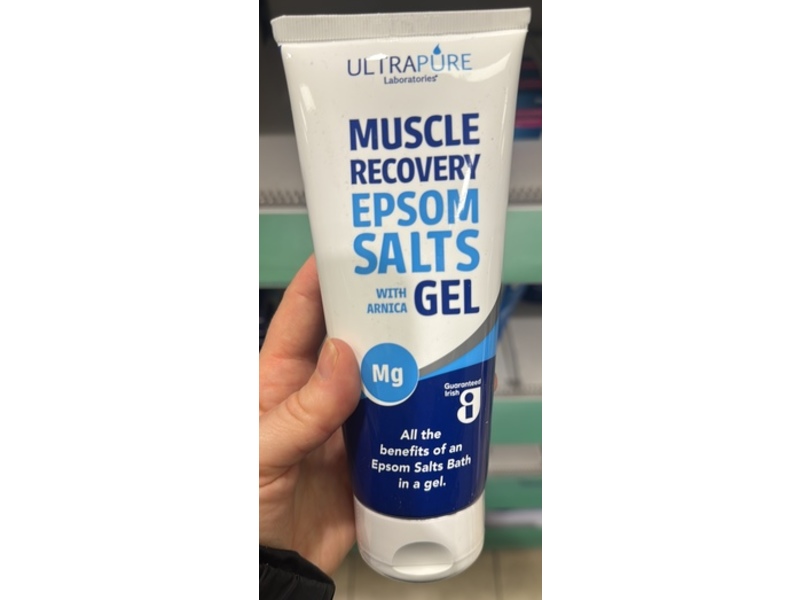 ULTRAPURE
Laboratories
MUSCLE
RECOVERY
EPSOM
SALTS
WITH
ARNICA
GEL
Mg
Guaranteed
Irish
All the
benefits of an
Epsom Salts Bath
in a gel.